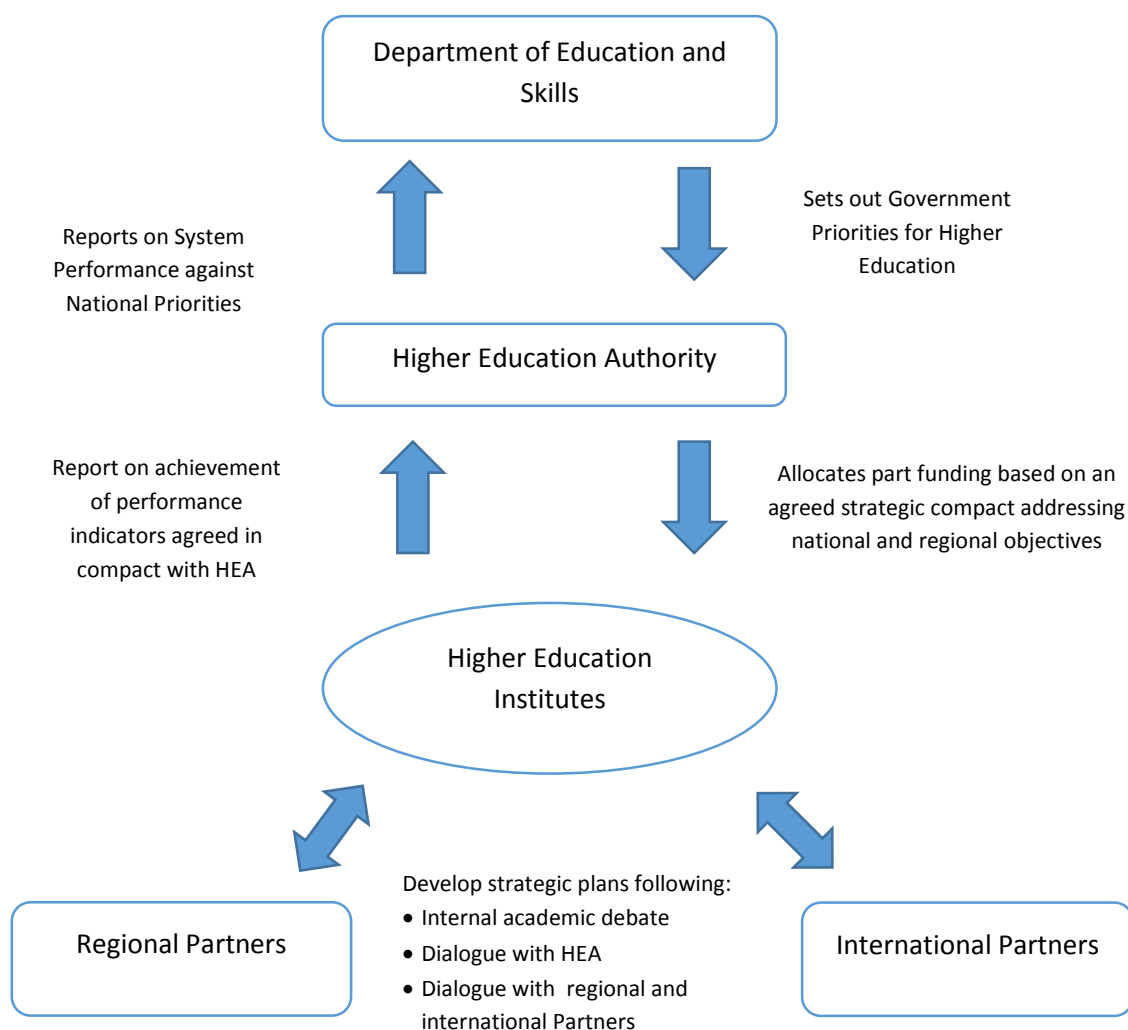 Department of Education and
Skills
Reports on System
Performance against
National Priorities
Sets out Government
Priorities for Higher
Education
Higher Education Authority
Report on achievement
of performance
indicators agreed in
compact with HEA
Allocates part funding based on an
agreed strategic compact addressing
national and regional objectives
Higher Education
Institutes
Regional Partners
Develop strategic plans following:
• Internal academic debate
• Dialogue with HEA
• Dialogue with  regional and
international Partners
International Partners